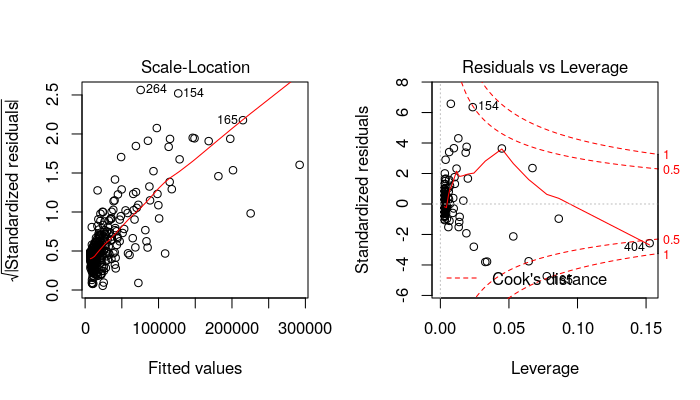 Scale-Location
√|Standardized residuals|
0.0 0.5 1.0 1.5 2.0 2.5
264
154
165
0 100000 200000 300000
Fitted values
Residuals vs Leverage
Standardized residuals
-6 -4 -2 0 2 4 6 8
154
1
0.5
0.5
1
404
165
Cook's distance
0.00 0.05 0.10 0.15
Leverage